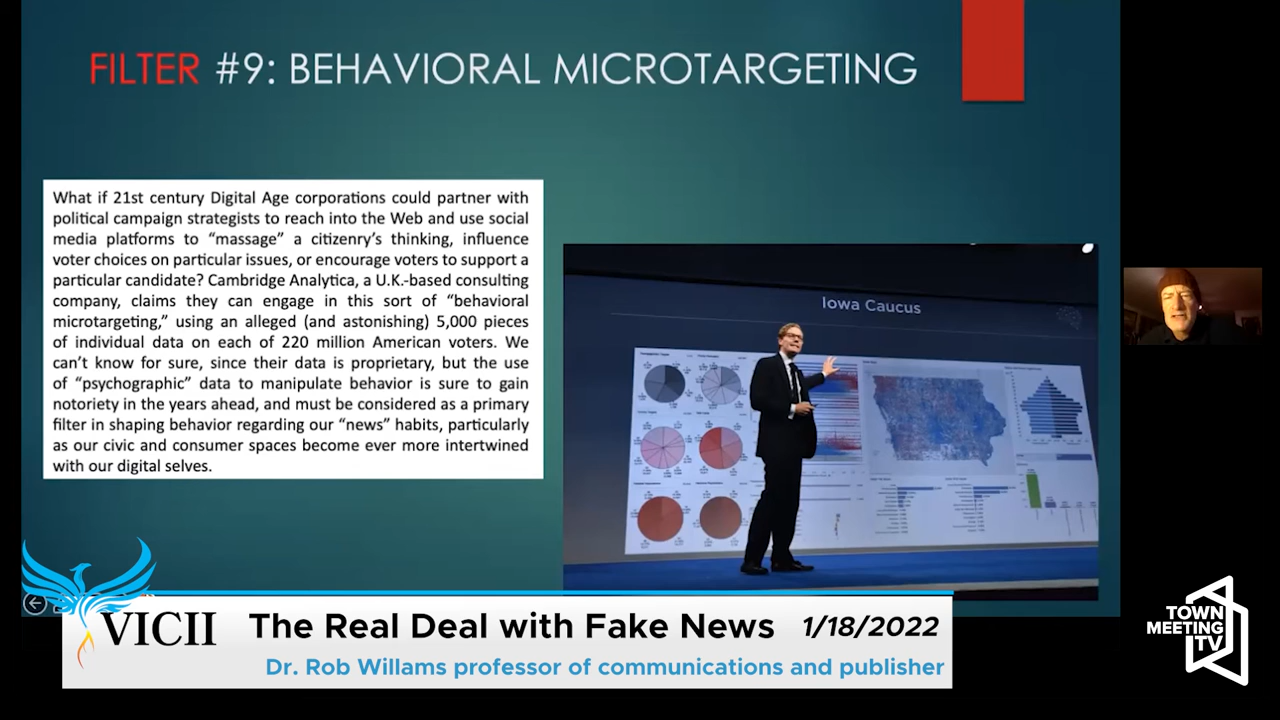 FILTER #9: BEHAVIORAL MICROTARGETING
What if 21st century Digital Age corporations could partner with
political campaign strategists to reach into the Web and use social
media platforms to “massage” a citizenry’s thinking, influence
voter choices on particular issues, or encourage voters to support a
particular candidate? Cambridge Analytica, a U.K.-based consulting
company, claims they can engage in this sort of “behavioral
microtargeting,” using an alleged (and astonishing) 5,000 pieces
of individual data on each of 220 million American voters. We
can’t know for sure, since their data is proprietary, but the use
of “psychographic” data to manipulate behavior is sure to gain
notoriety in the years ahead, and must be considered as a primary
filter in shaping behavior regarding our “news” habits, particularly
as our civic and consumer spaces become ever more intertwined
with our digital selves.
Iowa Caucus
VICII
The Real Deal with Fake News 1/18/2022
Dr. Rob Willams professor of communications and publisher
TOWN
MEETING
TV